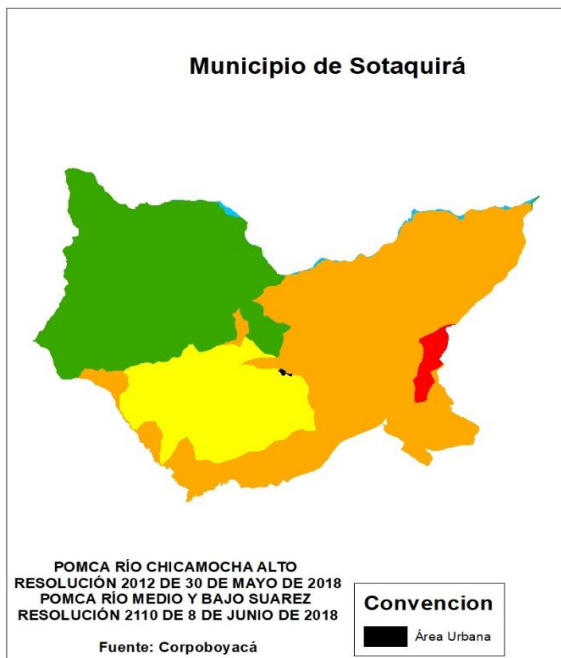 Municipio de Sotaquirá
POMCA RÍO CHICAMOCHA ALTO
RESOLUCIÓN 2012 DE 30 DE MAYO DE 2018
POMCA RÍO MEDIO Y BAJO SUAREZ
RESOLUCIÓN 2110 DE 8 DE JUNIO DE 2018
Fuente: Corpoboyacá
Convencion
Área Urbana